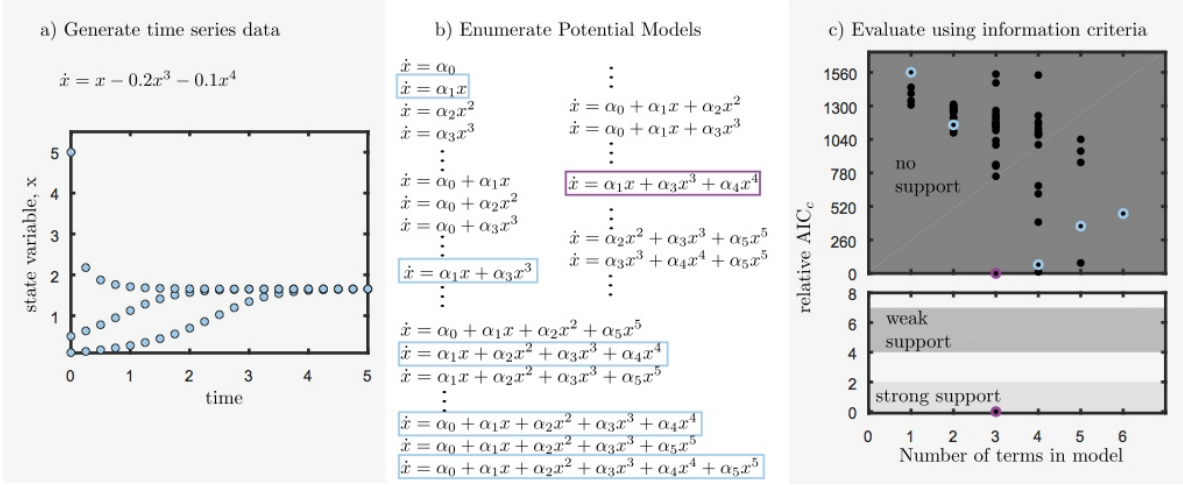 a) Generate time series data
ẋ = x − 0.2x³ − 0.1x⁴
state variable, x
5
4
3
2
1
0 1 2 3 4 5
time
b) Enumerate Potential Models
ẋ = α₀
ẋ = α₁x
ẋ = α₂x²
ẋ = α₃x³
⋮
ẋ = α₀ + α₁x
ẋ = α₀ + α₂x²
ẋ = α₀ + α₃x³
⋮
ẋ = α₁x + α₃x³
⋮
⋮
ẋ = α₀ + α₁x + α₂x²
ẋ = α₀ + α₁x + α₃x³
⋮
ẋ = α₁x + α₃x³ + α₄x⁴
⋮
ẋ = α₂x² + α₃x³ + α₅x⁵
ẋ = α₃x³ + α₄x⁴ + α₅x⁵
⋮
ẋ = α₀ + α₁x + α₂x² + α₅x⁵
ẋ = α₁x + α₂x² + α₃x³ + α₄x⁴
ẋ = α₁x + α₂x² + α₃x³ + α₅x⁵
⋮
ẋ = α₀ + α₁x + α₂x² + α₃x³ + α₄x⁴
ẋ = α₀ + α₁x + α₂x² + α₃x³ + α₅x⁵
ẋ = α₀ + α₁x + α₂x² + α₃x³ + α₄x⁴ + α₅x⁵
c) Evaluate using information criteria
relative AIC꜀
1560
1300
1040
780
520
260
0
no
support
8
6
4
2
0
weak
support
strong support
0 1 2 3 4 5 6
Number of terms in model